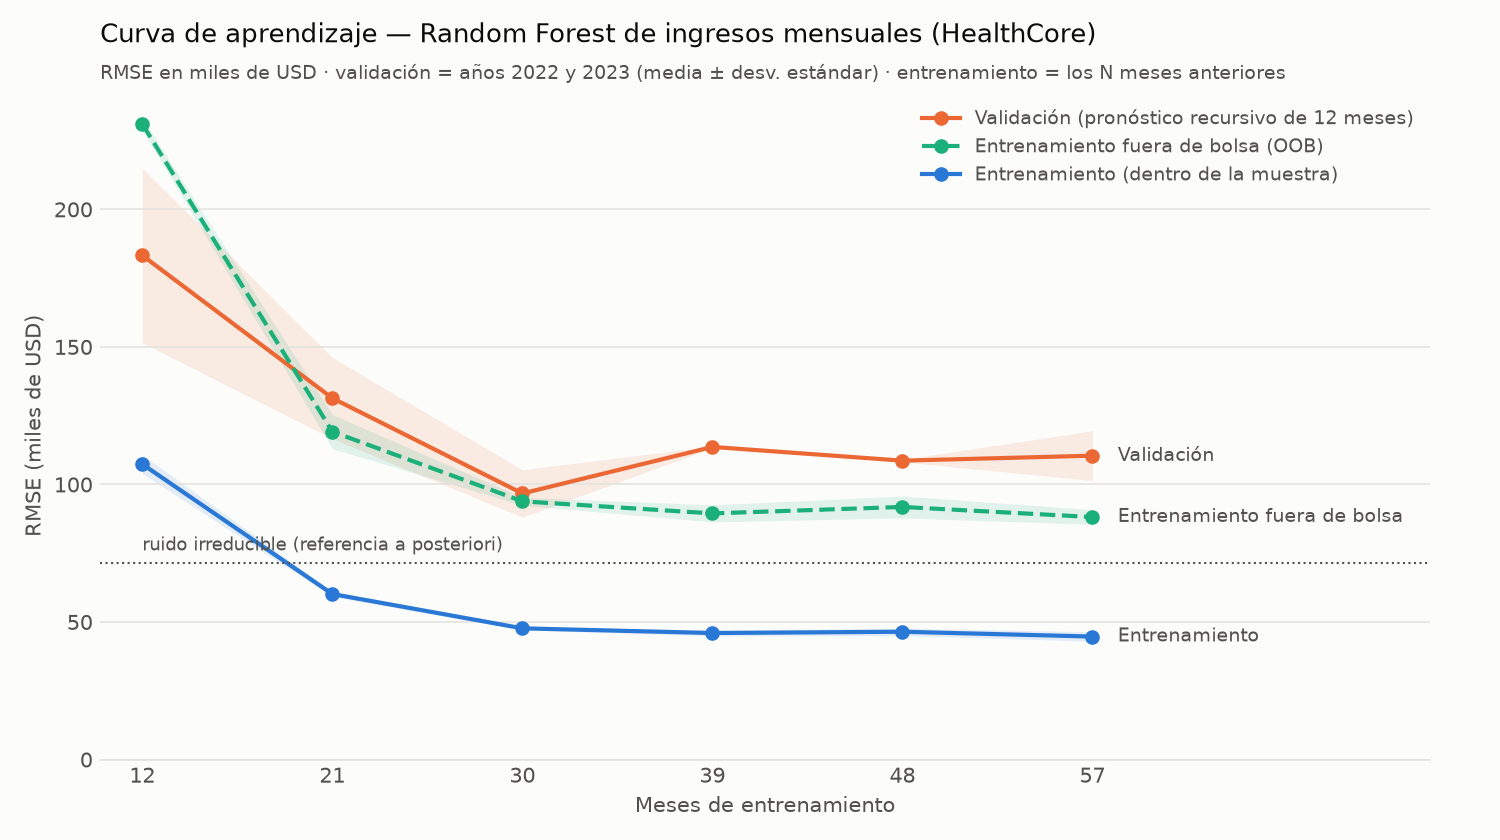 Curva de aprendizaje — Random Forest de ingresos mensuales (HealthCore)
RMSE en miles de USD · validación = años 2022 y 2023 (media ± desv. estándar) · entrenamiento = los N meses anteriores
Validación (pronóstico recursivo de 12 meses)
Entrenamiento fuera de bolsa (OOB)
Entrenamiento (dentro de la muestra)
RMSE (miles de USD)
200
150
100
50
0
Validación
Entrenamiento fuera de bolsa
ruido irreducible (referencia a posteriori)
Entrenamiento
12 21 30 39 48 57
Meses de entrenamiento